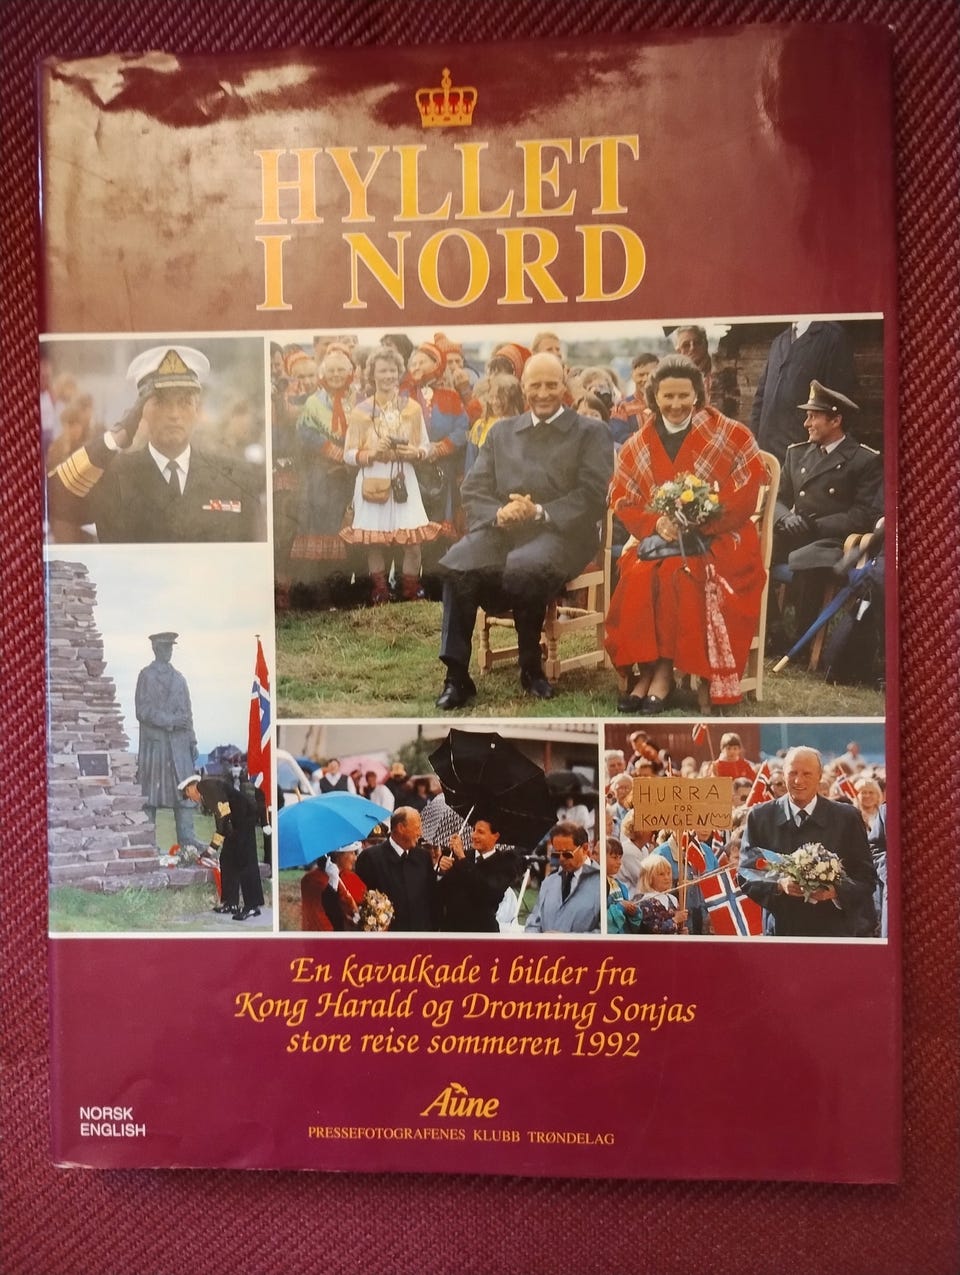 HYLLET
I NORD
HURRA
FOR
KONGEN
En kavalkade i bilder fra
Kong Harald og Dronning Sonjas
store reise sommeren 1992
Aune
PRESSEFOTOGRAFENES KLUBB TRØNDELAG
NORSK
ENGLISH